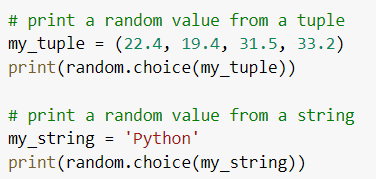 # print a random value from a tuple
my_tuple = (22.4, 19.4, 31.5, 33.2)
print(random.choice(my_tuple))
# print a random value from a string
my_string = 'Python'
print(random.choice(my_string))